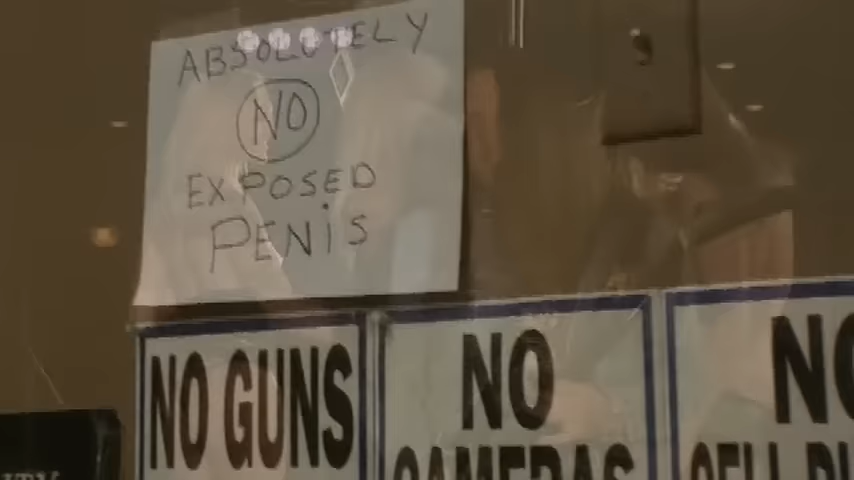 ABSOLUTELY
NO
EXPOSED
PENiS
NO GUNS
NO
CAMERAS
NO
CELL